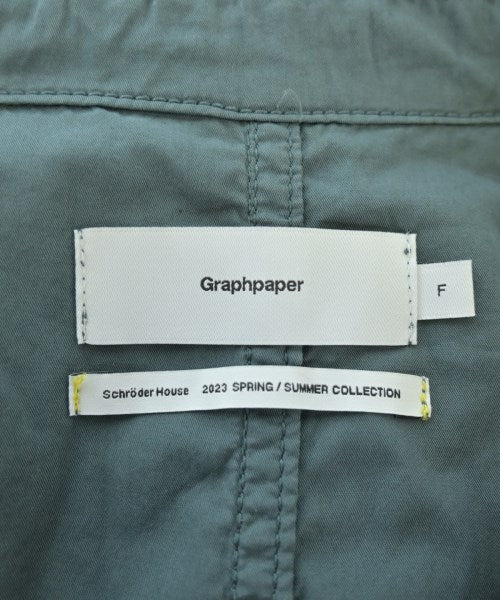 Graphpaper
F
Schröder House 2023 SPRING / SUMMER COLLECTION